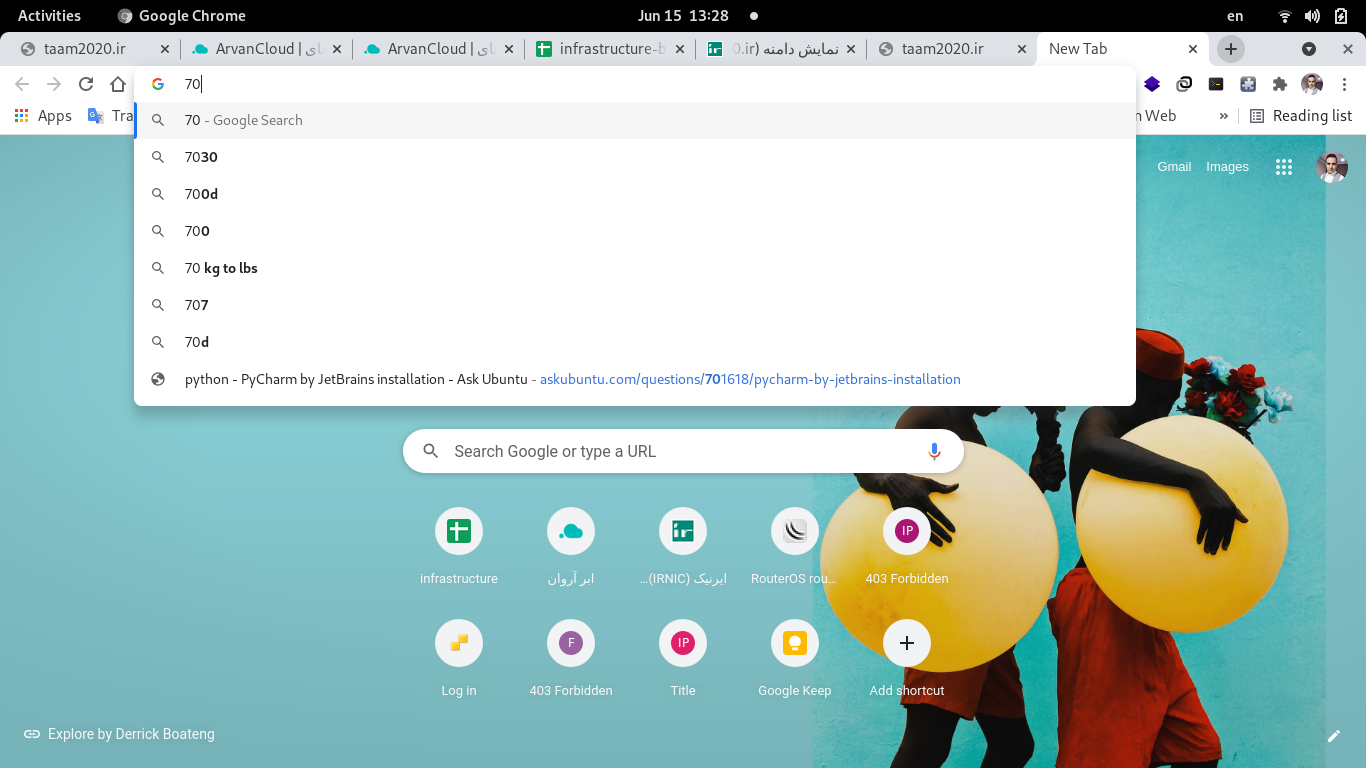 Activities Google Chrome Jun 15 13:28 en
taam2020.ir ArvanCloud | ArvanCloud | infrastructure-b نمایش دامنه (0.ir taam2020.ir New Tab
70
Apps Tra n Web » Reading list
70 - Google Search
7030
700d
700
70 kg to lbs
707
70d
python - PyCharm by JetBrains installation - Ask Ubuntu - askubuntu.com/questions/701618/pycharm-by-jetbrains-installation
Gmail Images
Search Google or type a URL
IP
infrastructure ابر آروان ایرنیک (IRNIC)... RouterOS rou... 403 Forbidden
F IP
Log in 403 Forbidden Title Google Keep Add shortcut
Explore by Derrick Boateng